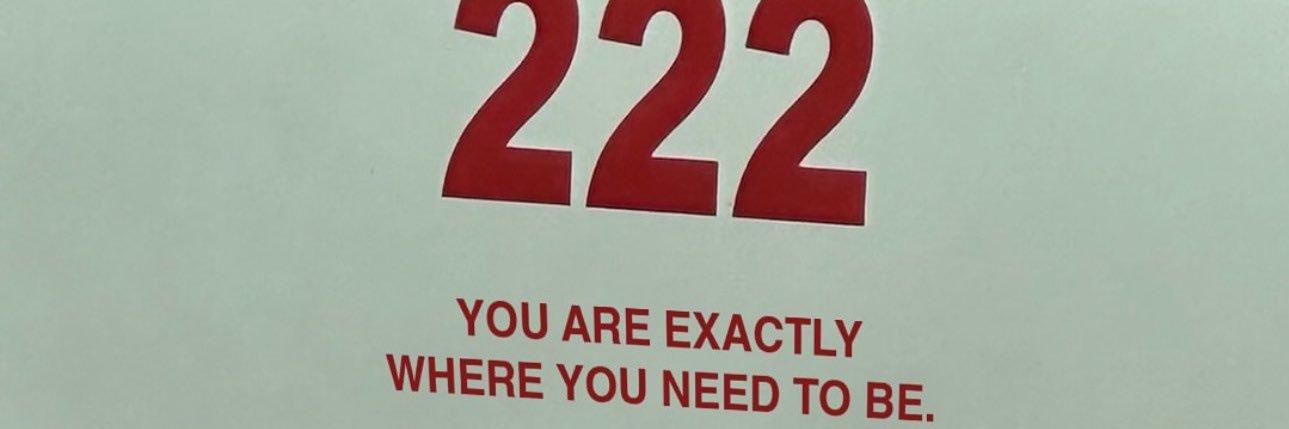 222
YOU ARE EXACTLY
WHERE YOU NEED TO BE.